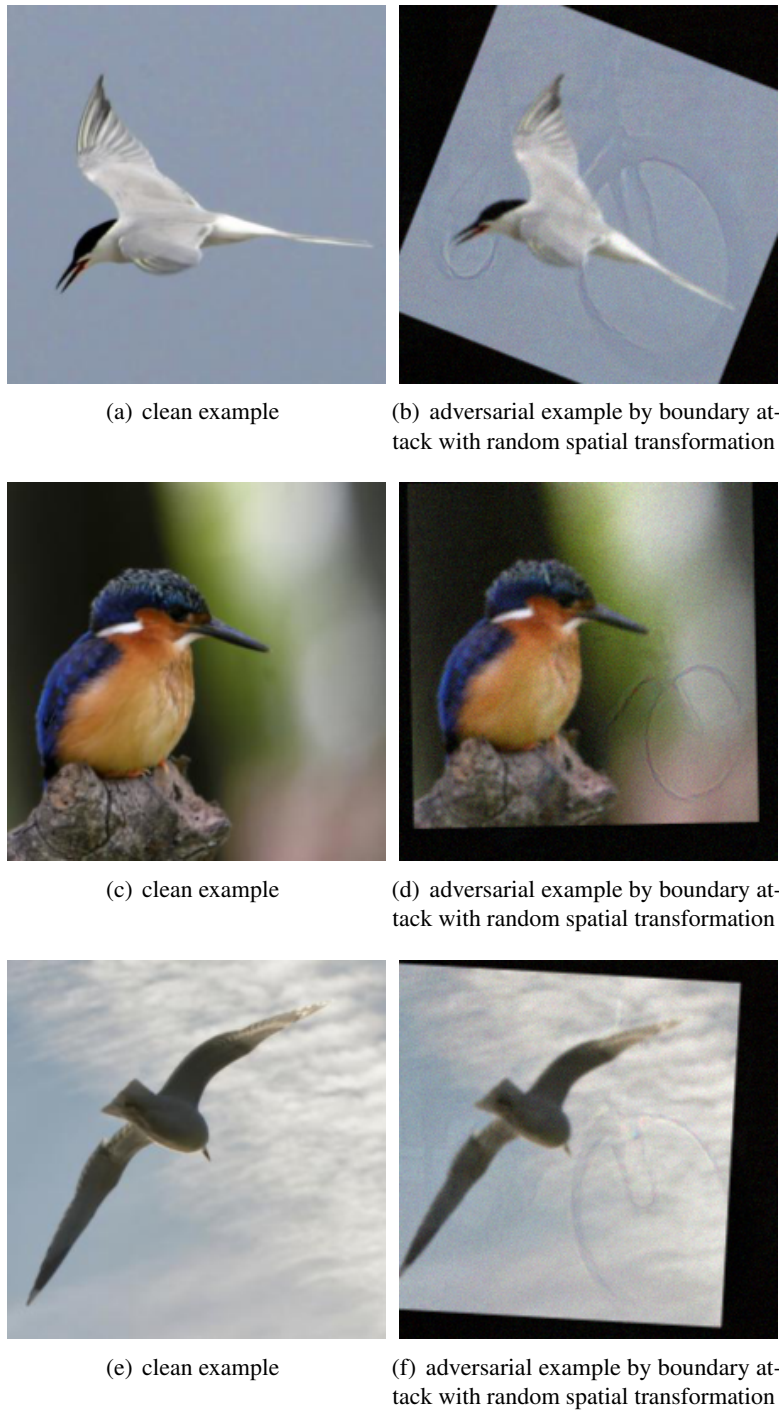 (a) clean example
(b) adversarial example by boundary at-
tack with random spatial transformation
(c) clean example
(d) adversarial example by boundary at-
tack with random spatial transformation
(e) clean example
(f) adversarial example by boundary at-
tack with random spatial transformation